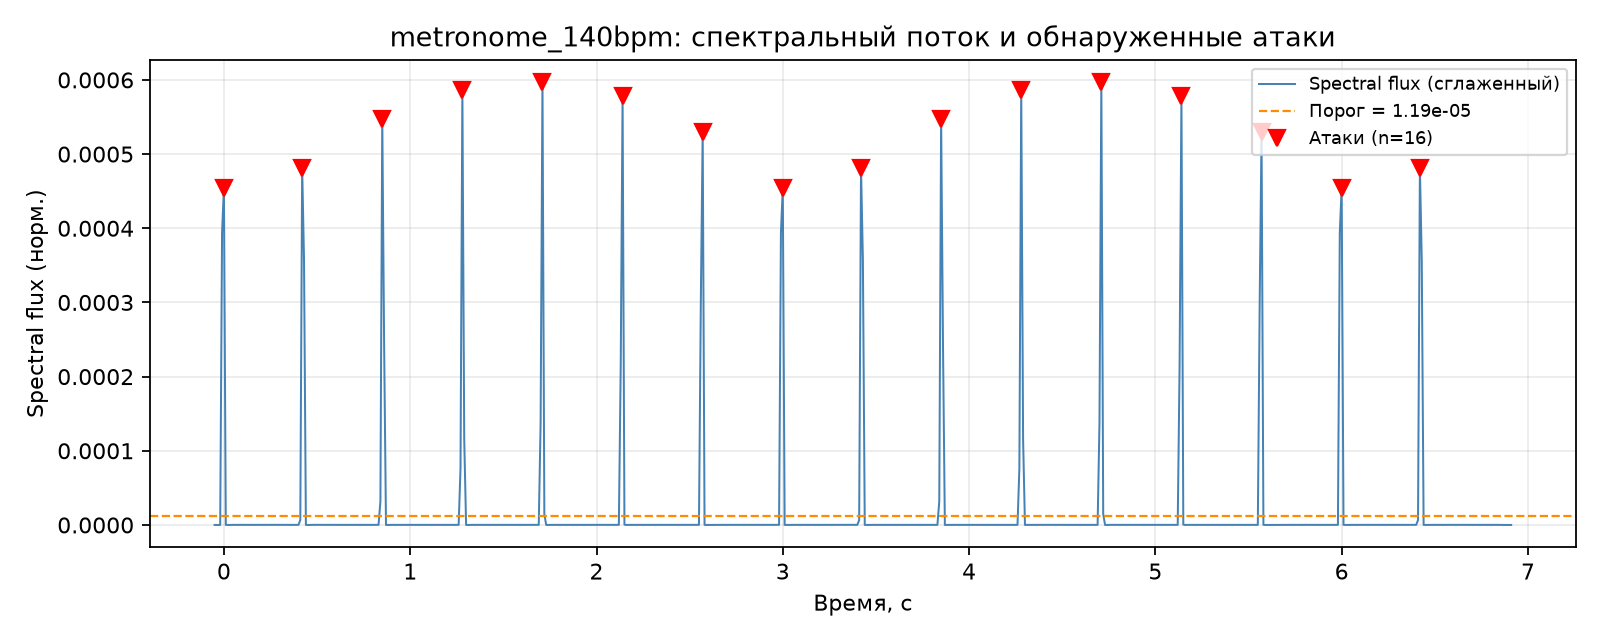 metronome_140bpm: спектральный поток и обнаруженные атаки
Spectral flux (норм.)
0.0006
0.0005
0.0004
0.0003
0.0002
0.0001
0.0000
Spectral flux (сглаженный)
Порог = 1.19e-05
Атаки (n=16)
0 1 2 3 4 5 6 7
Время, с